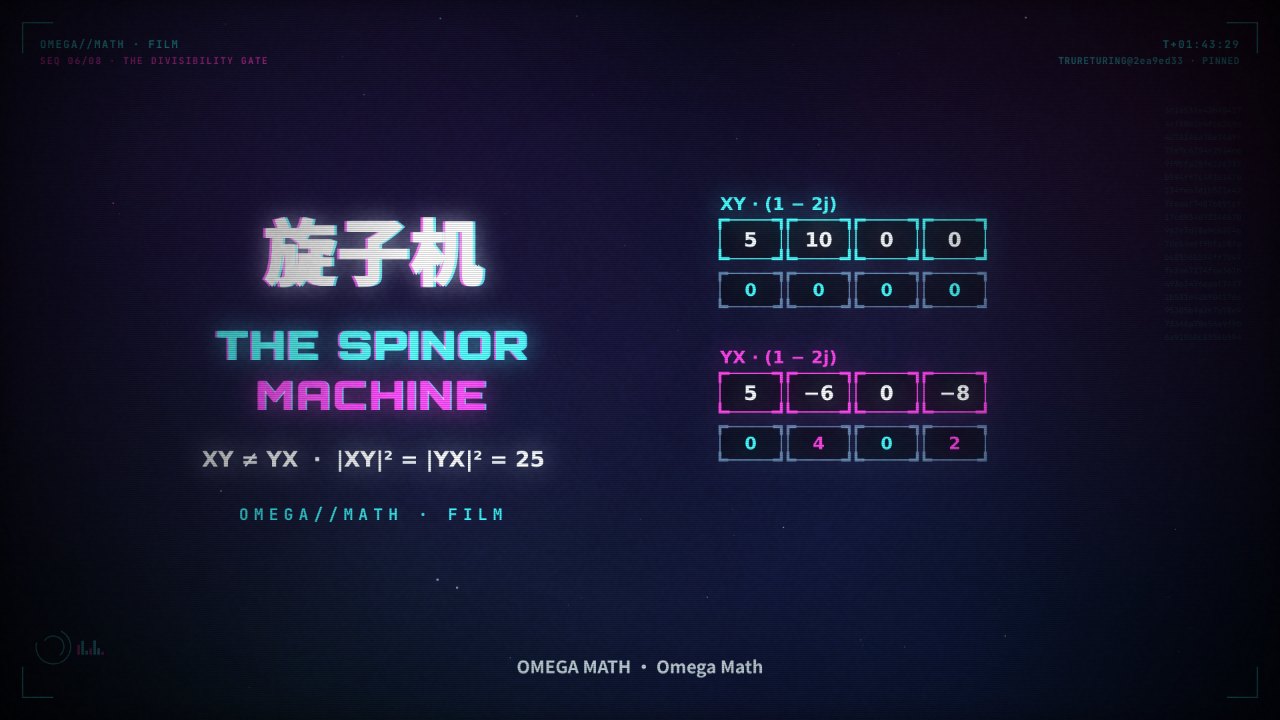 OMEGA//MATH · FILM
SEQ 06/08 · THE DIVISIBILITY GATE
T+01:43:29
TRURETURING@2ea9ed33 · PINNED
旋子机
THE SPINOR
MACHINE
XY ≠ YX · |XY|² = |YX|² = 25
OMEGA//MATH · FILM
XY · (1 − 2j)
5 10 0 0
0 0 0 0
YX · (1 − 2j)
5 −6 0 −8
0 4 0 2
OMEGA MATH • Omega Math